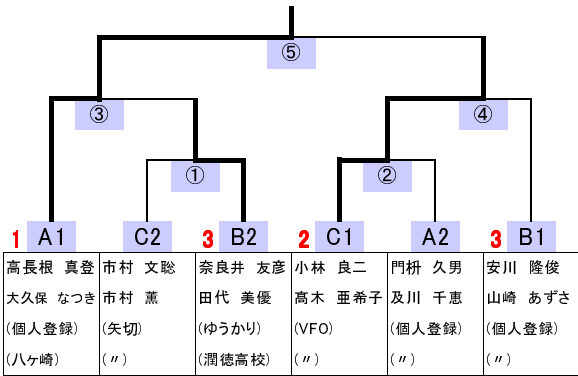 ⑤
③ ④
① ②
1 A1 C2 3 B2 2 C1 A2 3 B1
高長根 真登 市村 文聡 奈良井 友彦 小林 良二 門枡 久男 安川 隆俊
大久保 なつき 市村 薫 田代 美優 髙木 亜希子 及川 千恵 山崎 あずさ
(個人登録) (矢切) (ゆうかり) (VFO) (個人登録) (個人登録)
(八ヶ崎) (〃) (潤徳高校) (〃) (〃) (〃)